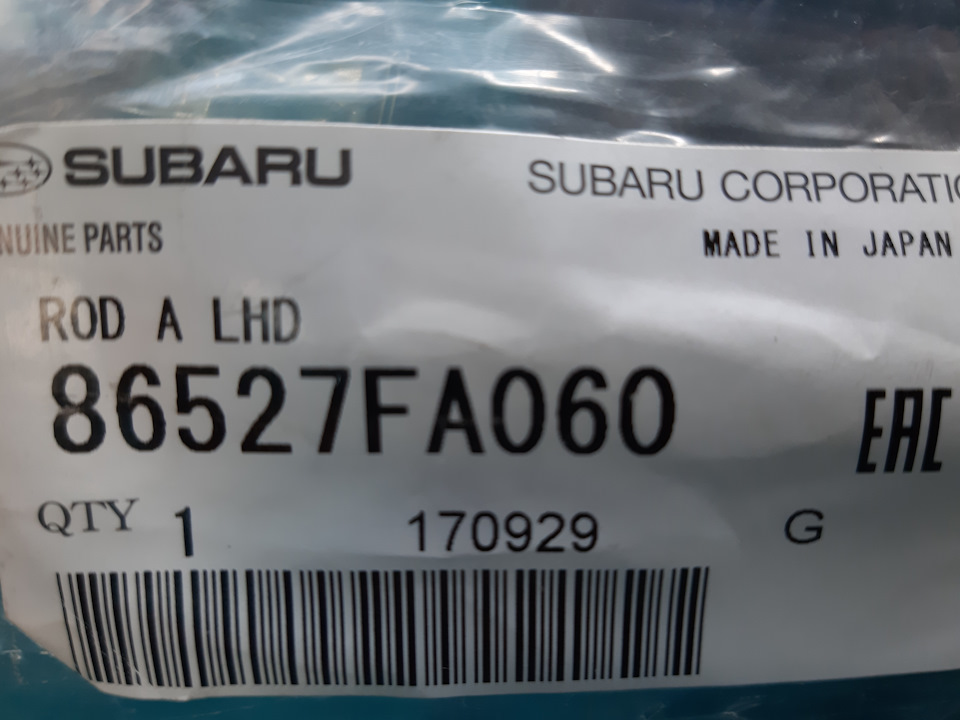 SUBARU
SUBARU CORPORATIO
NUINE PARTS
MADE IN JAPAN
ROD A LHD
86527FA060
EAC
QTY 1 170929 G